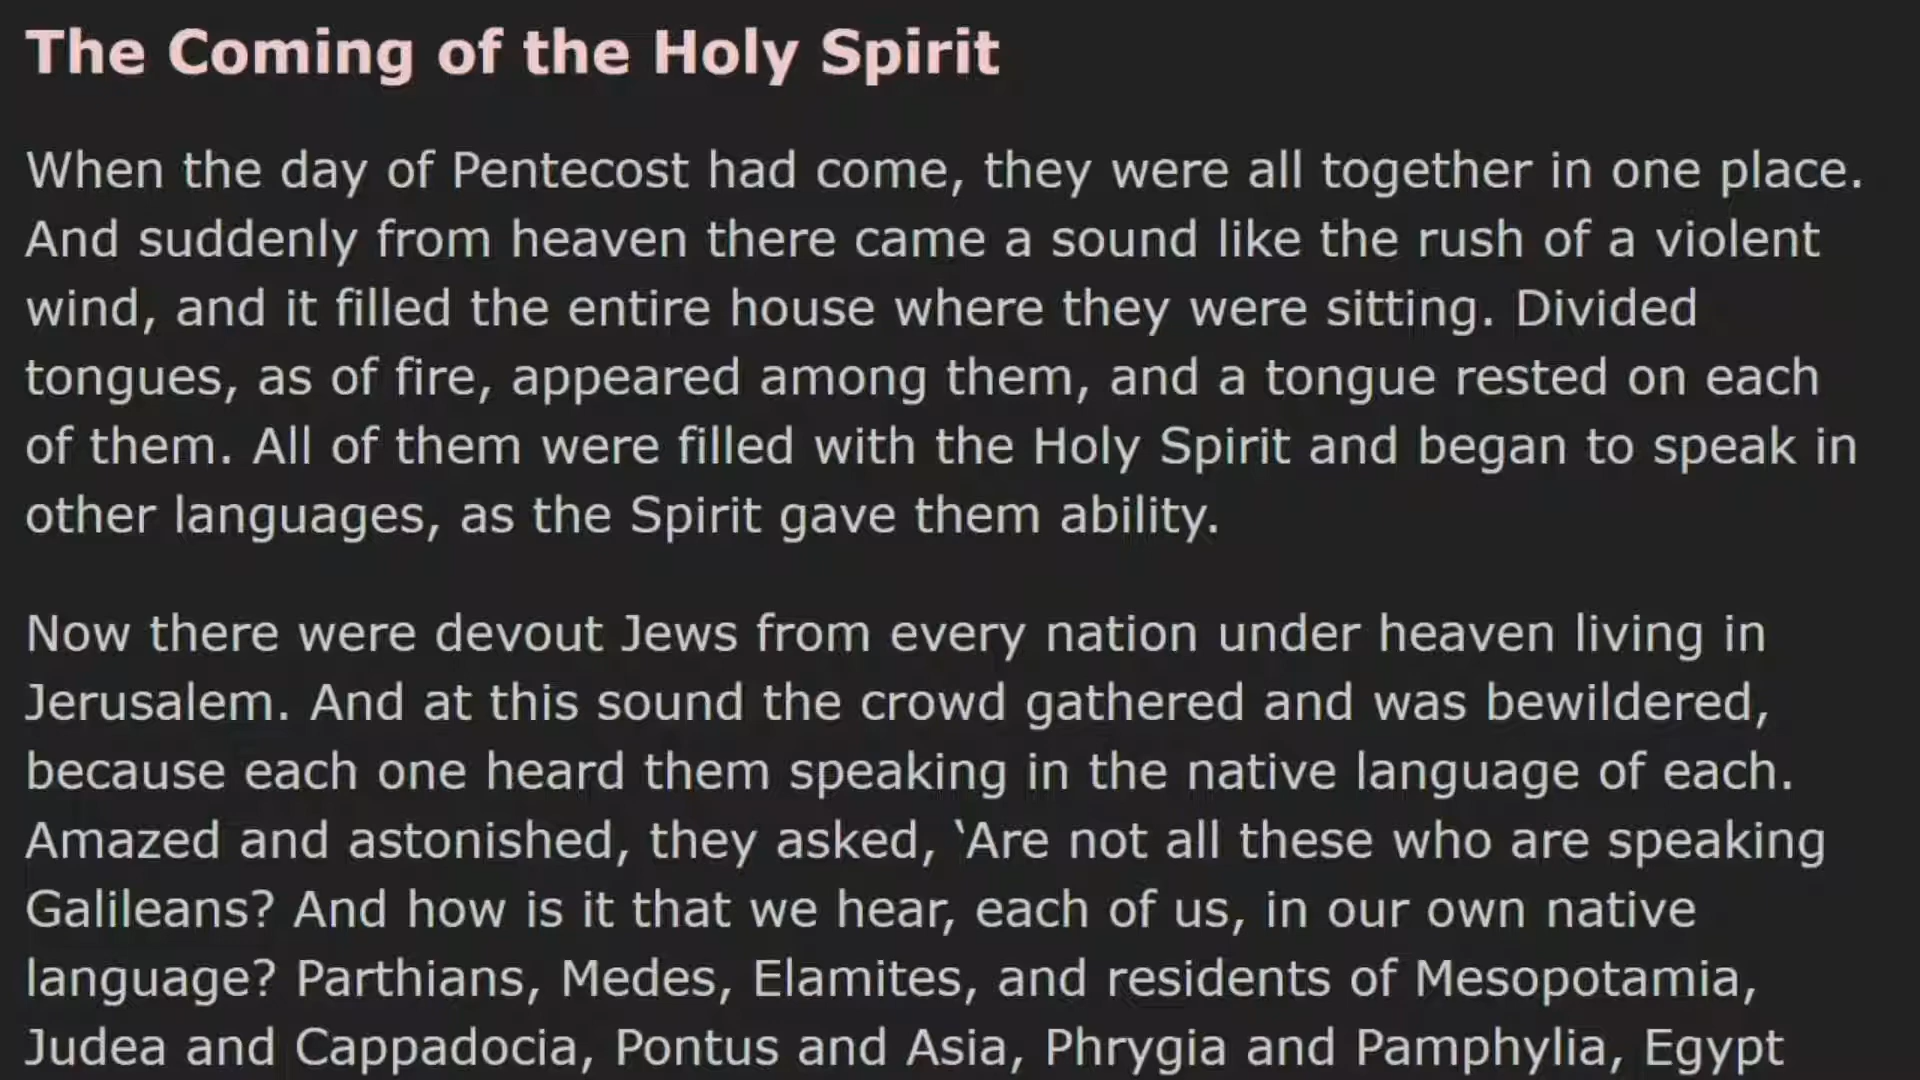 The Coming of the Holy Spirit
When the day of Pentecost had come, they were all together in one place.
And suddenly from heaven there came a sound like the rush of a violent
wind, and it filled the entire house where they were sitting. Divided
tongues, as of fire, appeared among them, and a tongue rested on each
of them. All of them were filled with the Holy Spirit and began to speak in
other languages, as the Spirit gave them ability.
Now there were devout Jews from every nation under heaven living in
Jerusalem. And at this sound the crowd gathered and was bewildered,
because each one heard them speaking in the native language of each.
Amazed and astonished, they asked, ‘Are not all these who are speaking
Galileans? And how is it that we hear, each of us, in our own native
language? Parthians, Medes, Elamites, and residents of Mesopotamia,
Judea and Cappadocia, Pontus and Asia, Phrygia and Pamphylia, Egypt